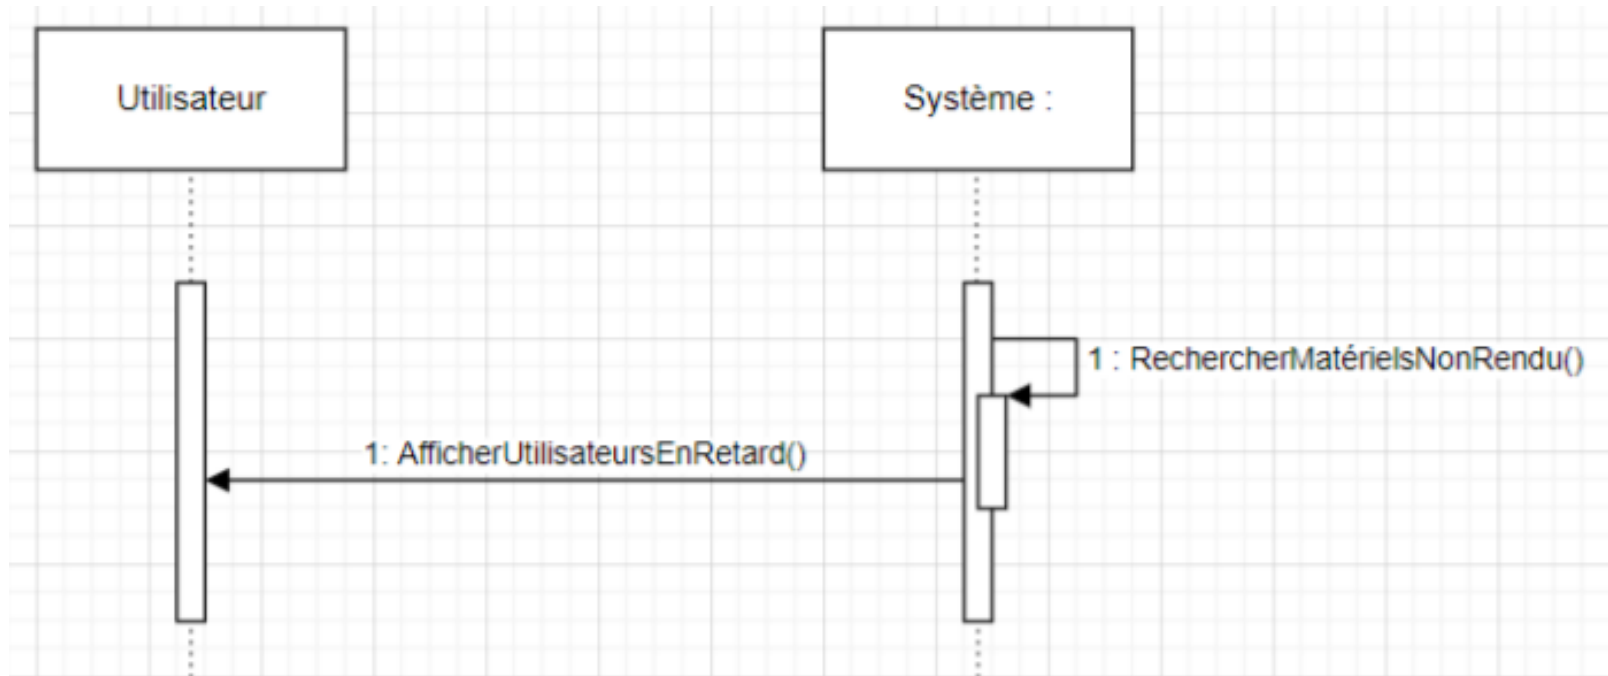 Utilisateur
Système :
1 : RechercherMatérielsNonRendu()
1: AfficherUtilisateursEnRetard()